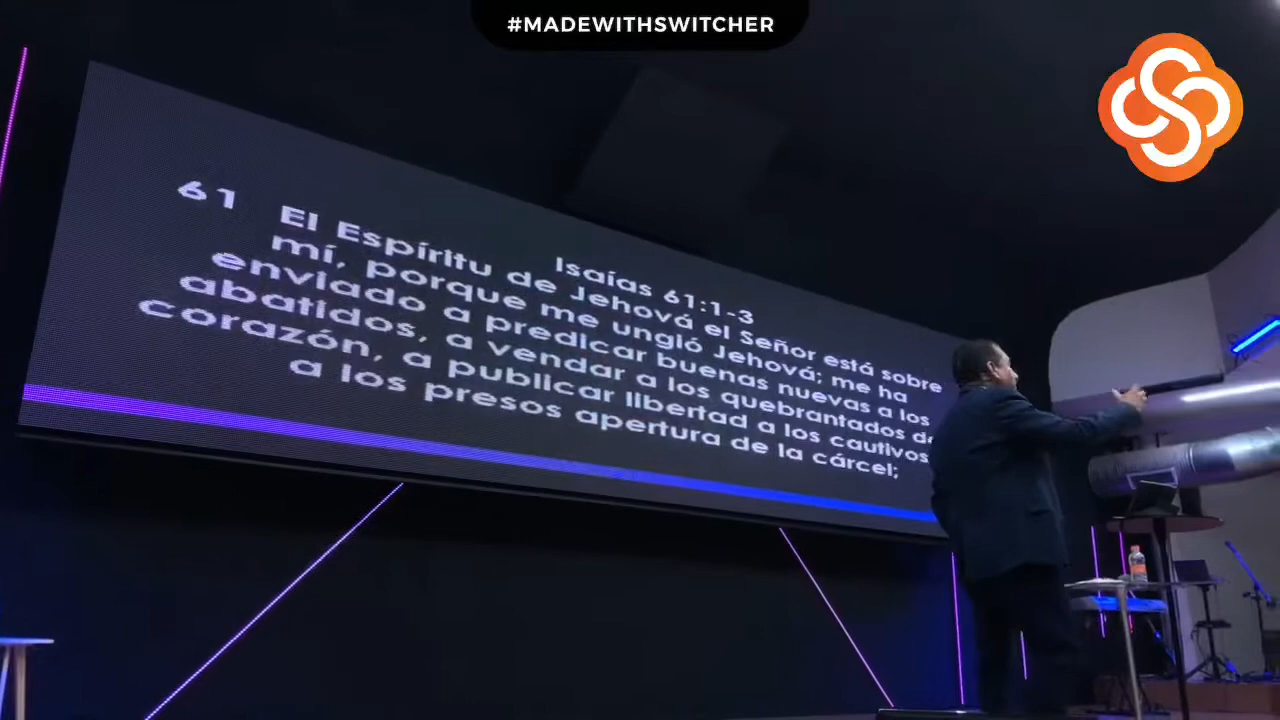 #MADEWITHSWITCHER
Isaías 61:1-3
61 El Espíritu de Jehová el Señor está sobre
mí, porque me ungió Jehová; me ha
enviado a predicar buenas nuevas a los
abatidos, a vendar a los quebrantados de
corazón, a publicar libertad a los cautivos
a los presos apertura de la cárcel;